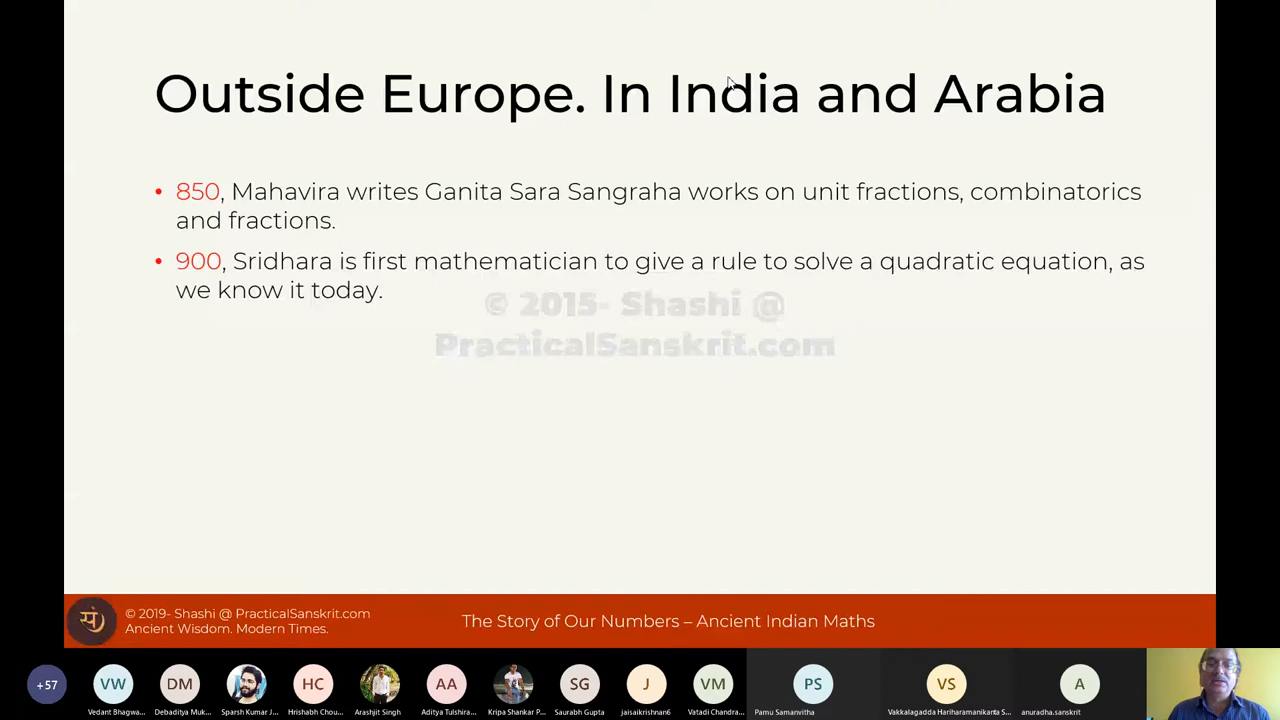 Outside Europe. In India and Arabia
• 850, Mahavira writes Ganita Sara Sangraha works on unit fractions, combinatorics
and fractions.
• 900, Sridhara is first mathematician to give a rule to solve a quadratic equation, as
we know it today.
© 2015- Shashi @
PracticalSanskrit.com
सं
© 2019- Shashi @ PracticalSanskrit.com
Ancient Wisdom. Modern Times.
The Story of Our Numbers – Ancient Indian Maths
+57 VW DM HC AA SG J VM PS VS A
Vedant Bhagwa... Debaditya Muk... Sparsh Kumar J... Hrishabh Chou... Arashjit Singh Aditya Tulshira... Kripa Shankar P... Saurabh Gupta jaisaikrishnan6 Vatadi Chandra... Pamu Samanvitha Vakkalagadda Hariharamanikanta S... anuradha.sanskrit